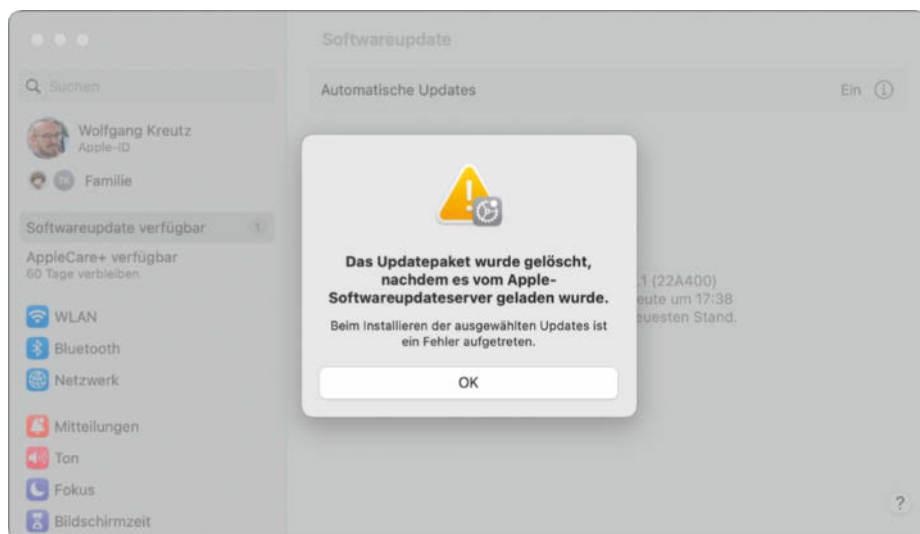 Softwareupdate
Suchen
Automatische Updates
Ein
Wolfgang Kreutz
Apple-ID
TK
Familie
Softwareupdate verfügbar
1
AppleCare+ verfügbar
60 Tage verbleiben
WLAN
Bluetooth
Netzwerk
Mitteilungen
Ton
Fokus
Bildschirmzeit
Das Updatepaket wurde gelöscht,
nachdem es vom Apple-
Softwareupdateserver geladen wurde.
Beim Installieren der ausgewählten Updates ist
ein Fehler aufgetreten.
OK
.1 (22A400)
eute um 17:38
euesten Stand.
?